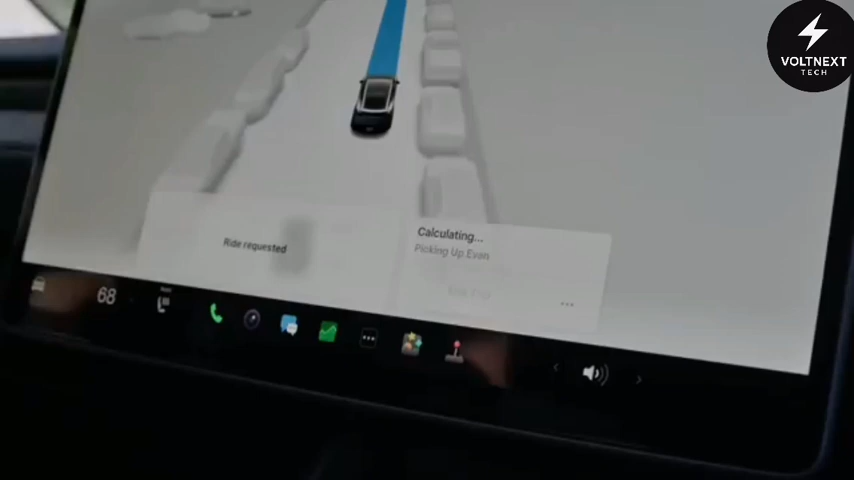 VOLTNEXT
TECH
Ride requested
Calculating...
Picking Up Evan
68